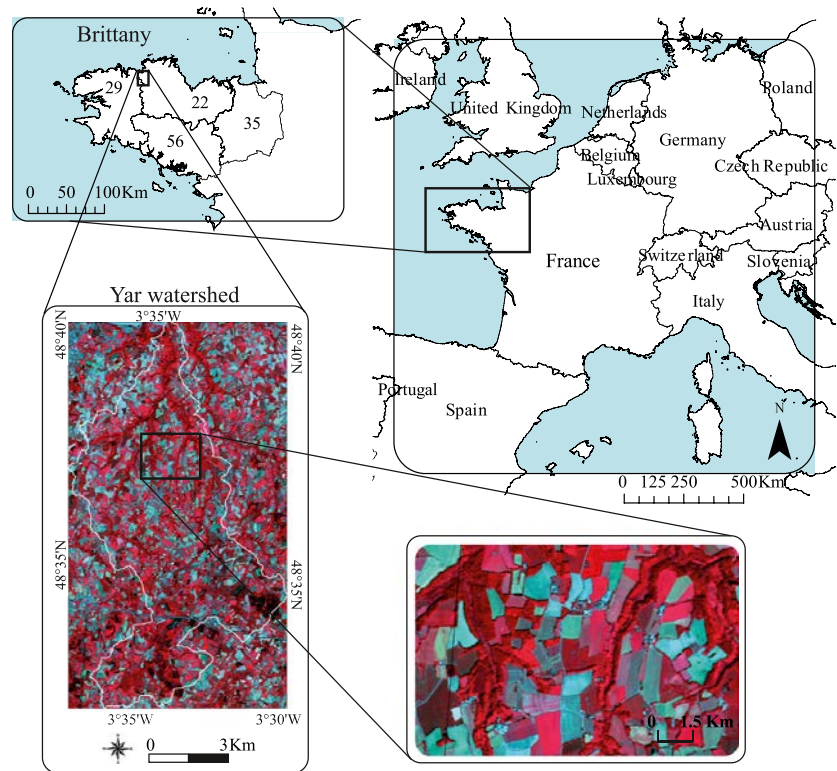 Brittany
29
22
35
56
0 50 100Km
Ireland
United Kingdom
Netherlands
Poland
Germany
Belgium
Czech Republic
Luxembourg
Austria
France
Switzerland
Slovenia
Italy
Portugal
Spain
N
0 125 250 500Km
Yar watershed
3°35'W
48°40'N
48°40'N
48°35'N
48°35'N
3°35'W
3°30'W
0 3Km
0 1.5 Km